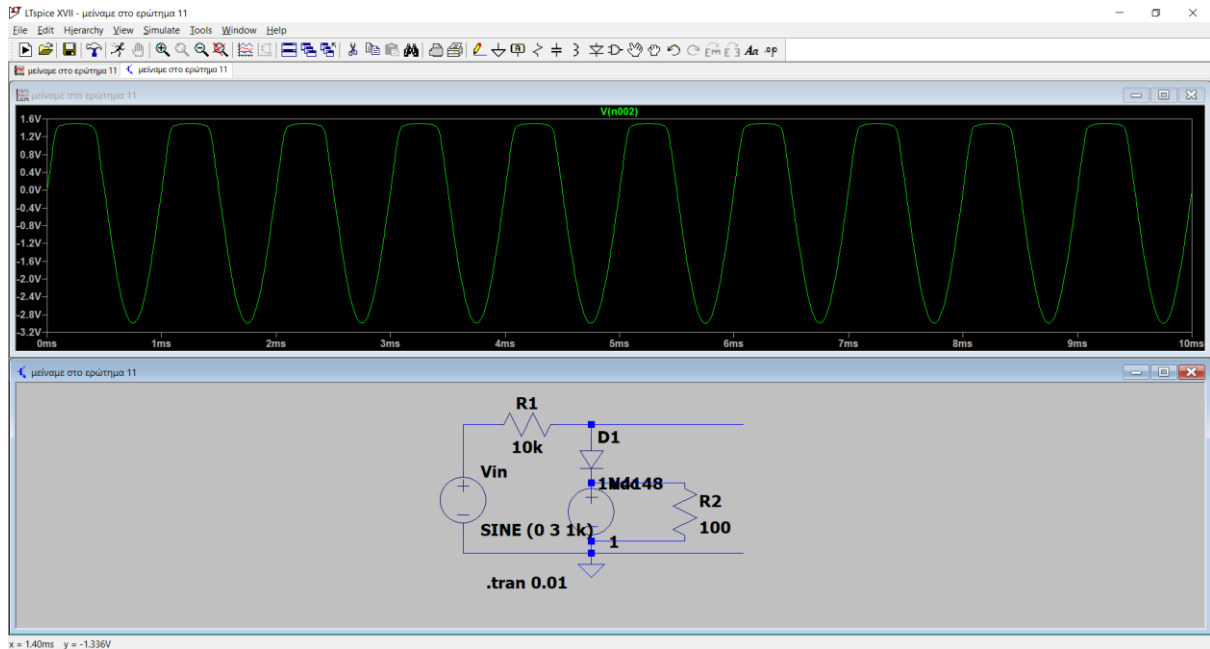 LTspice XVII - μείναμε στο ερώτημα 11
File Edit Hierarchy View Simulate Tools Window Help
μείναμε στο ερώτημα 11 μείναμε στο ερώτημα 11
μείναμε στο ερώτημα 11
V(n002)
1.6V
1.2V
0.8V
0.4V
0.0V
-0.4V
-0.8V
-1.2V
-1.6V
-2.0V
-2.4V
-2.8V
-3.2V
0ms 1ms 2ms 3ms 4ms 5ms 6ms 7ms 8ms 9ms 10ms
μείναμε στο ερώτημα 11
R1
10k
D1
Vin
R2
100
SINE (0 3 1k)
1
.tran 0.01
x = 1.40ms y = -1.336V